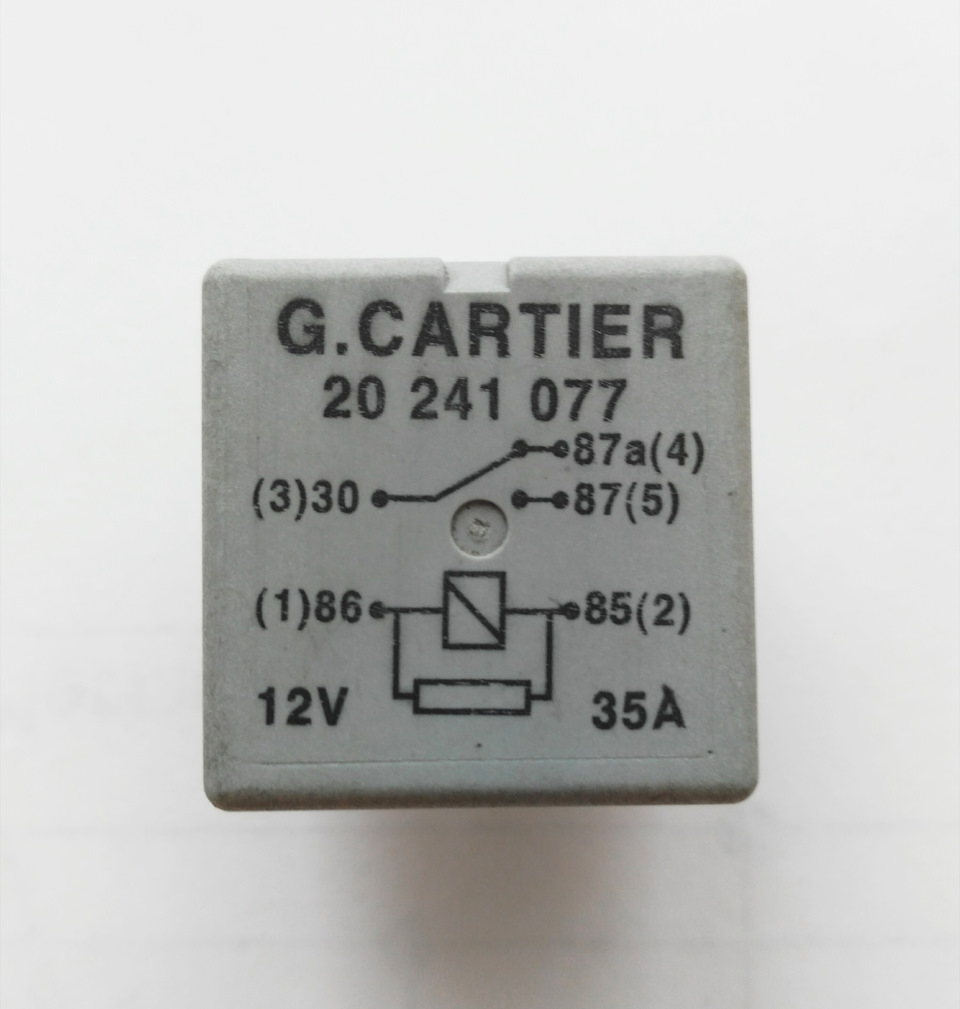 G.CARTIER
20 241 077
87a(4)
(3)30 87(5)
(1)86 85(2)
12V 35A